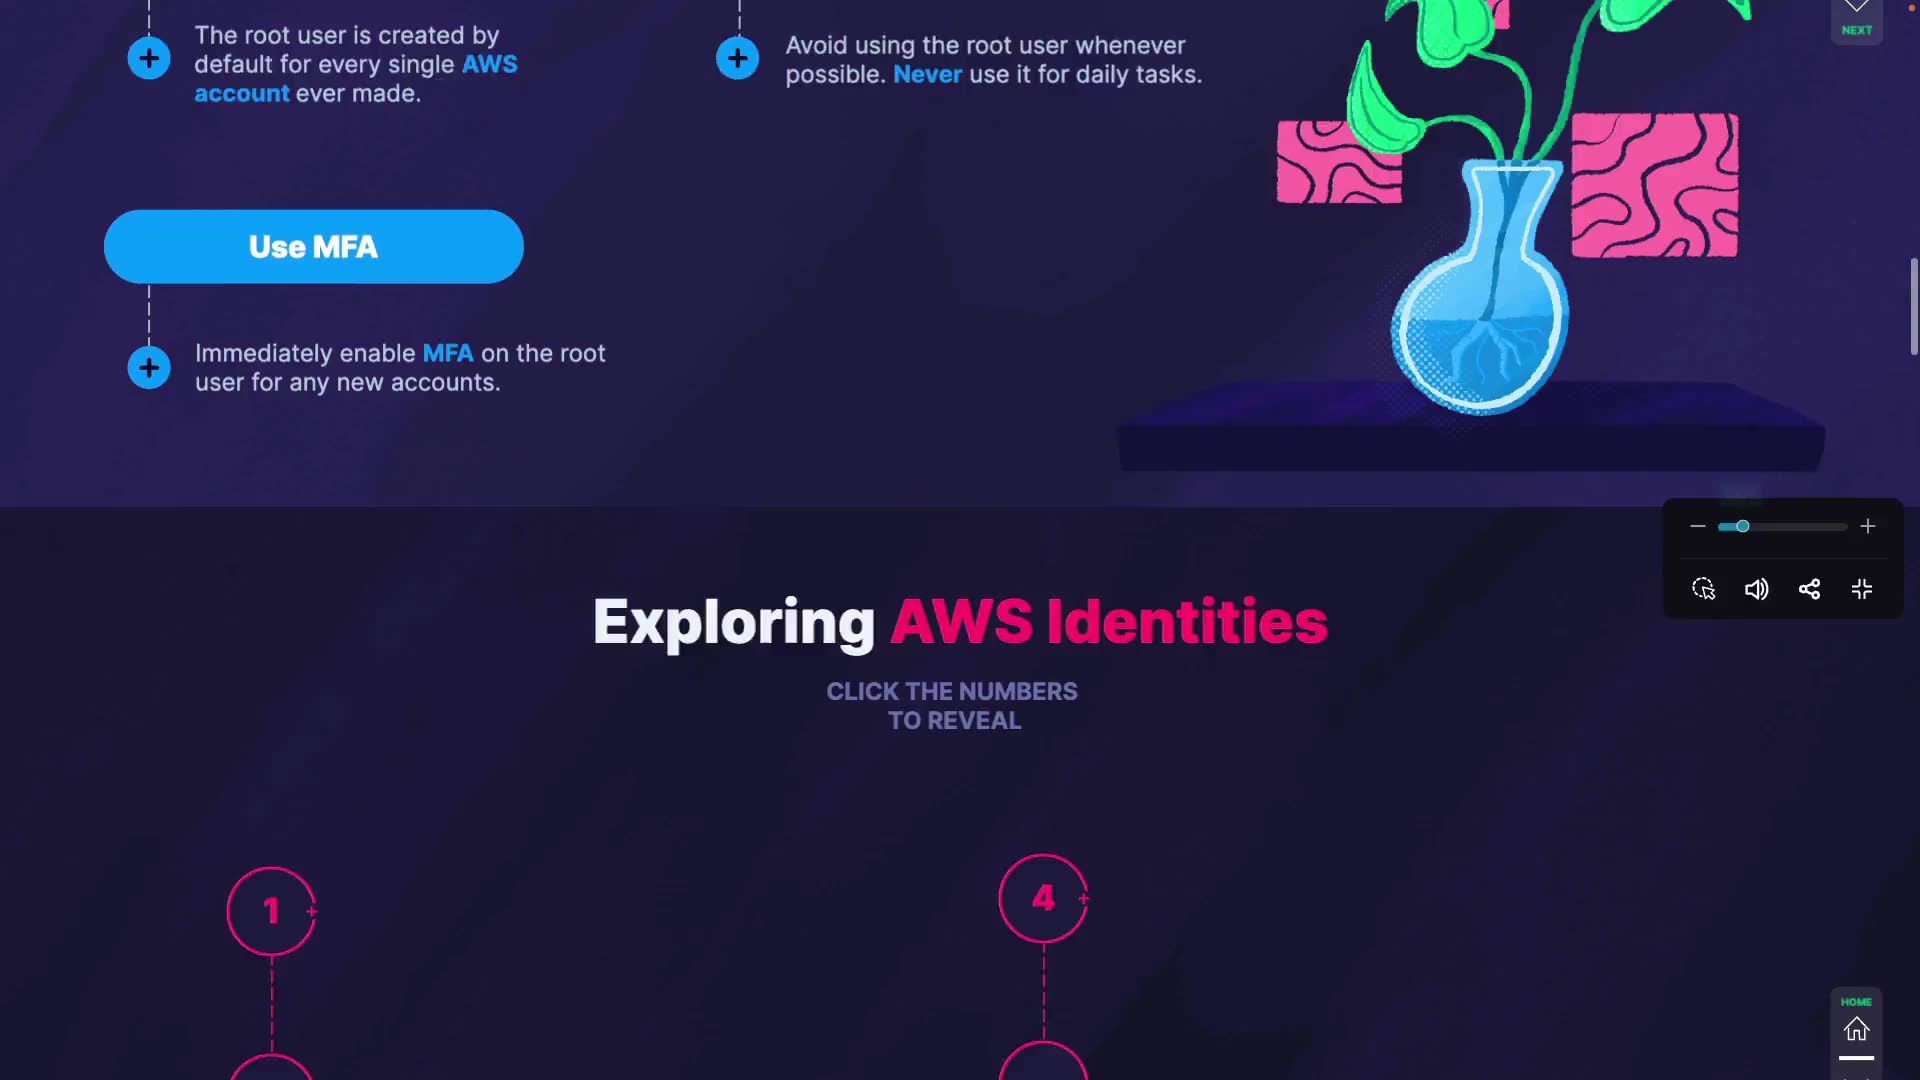 The root user is created by
default for every single AWS
account ever made.
Avoid using the root user whenever
possible. Never use it for daily tasks.
NEXT
Use MFA
Immediately enable MFA on the root
user for any new accounts.
Exploring AWS Identities
CLICK THE NUMBERS
TO REVEAL
1
4
HOME